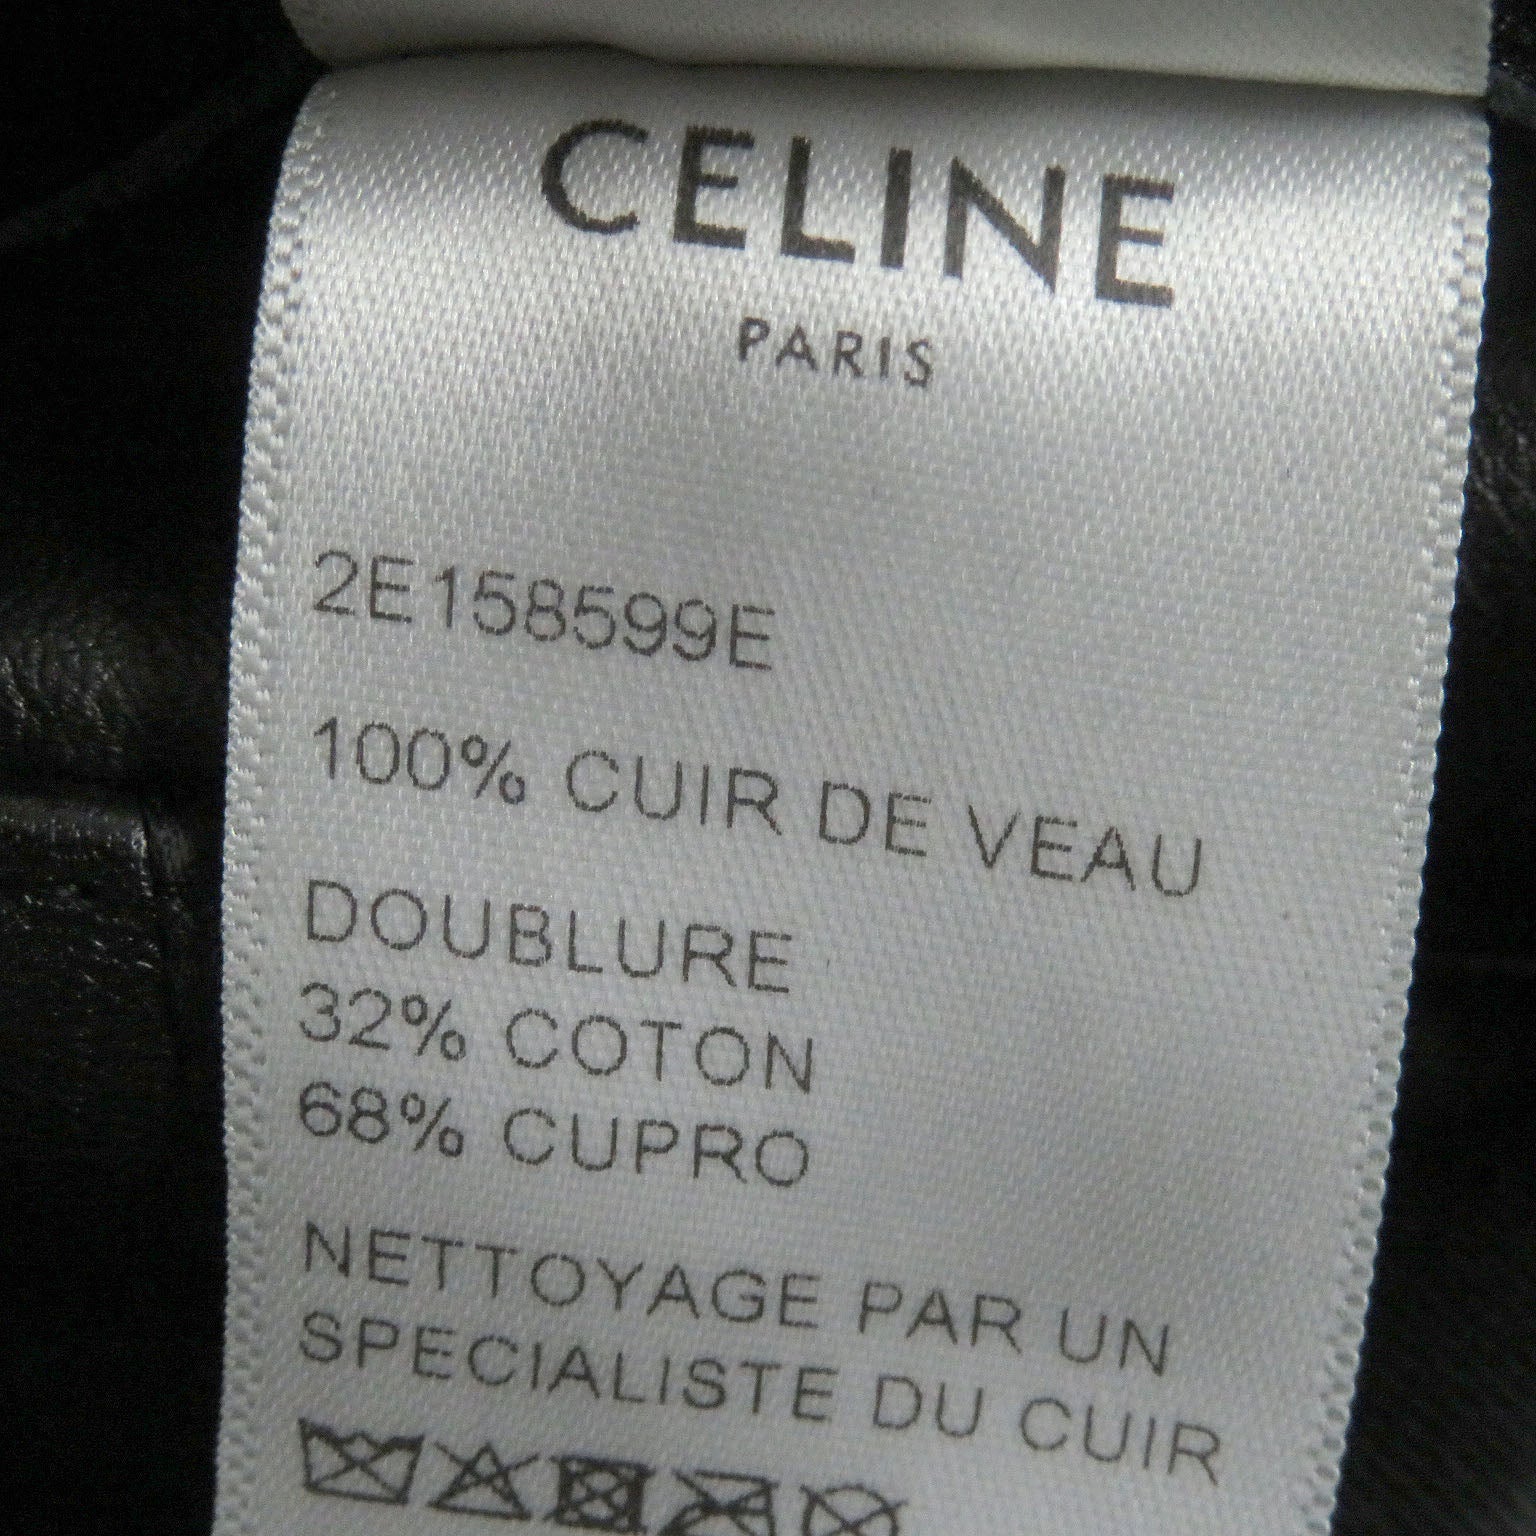 CELINE
PARIS
2E158599E
100% CUIR DE VEAU
DOUBLURE
32% COTON
68% CUPRO
NETTOYAGE PAR UN
SPECIALISTE DU CUIR